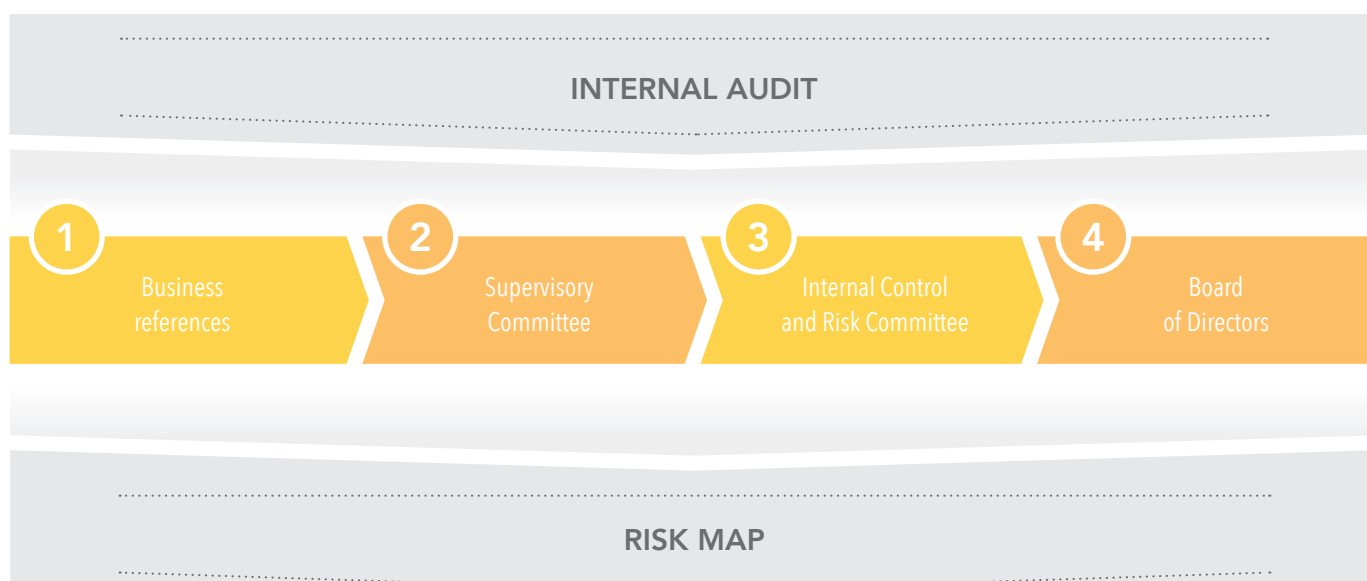 INTERNAL AUDIT
1
Business
references
2
Supervisory
Committee
3
Internal Control
and Risk Committee
4
Board
of Directors
RISK MAP